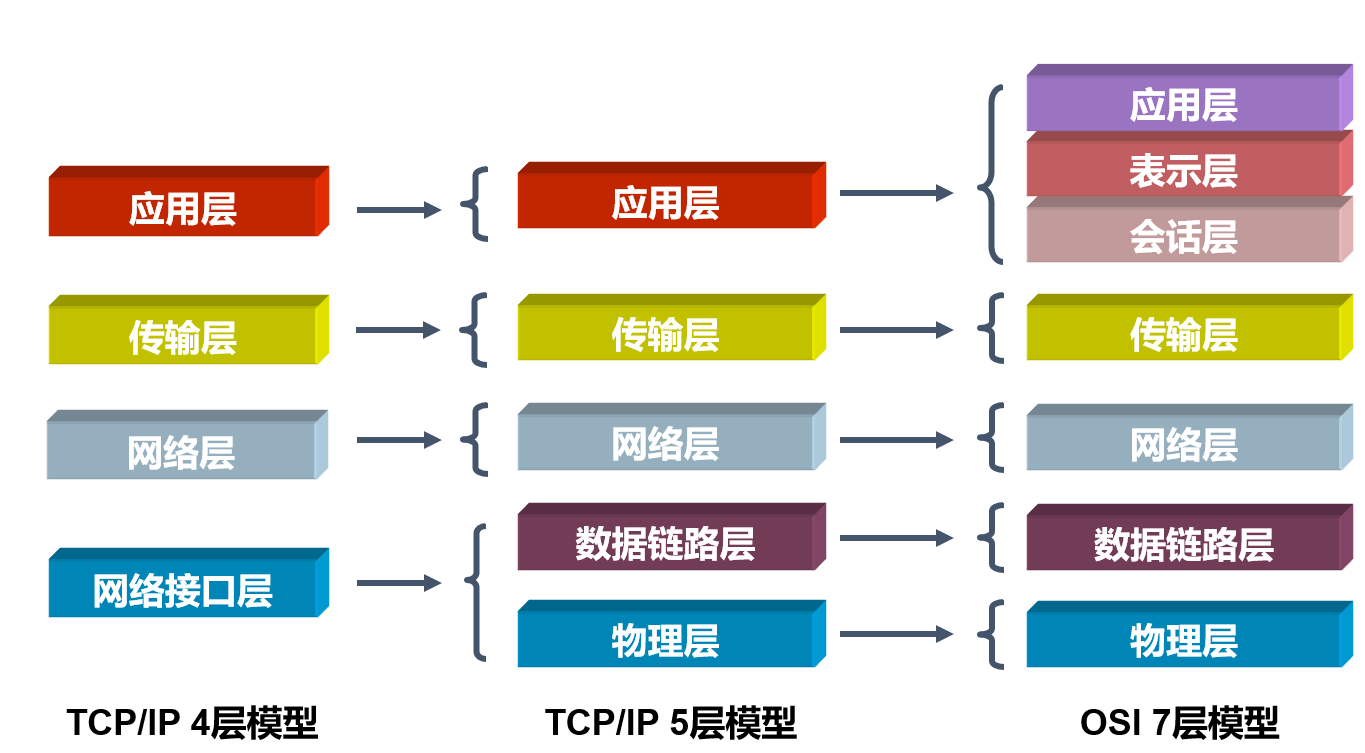 应用层
传输层
网络层
网络接口层
TCP/IP 4层模型
应用层
传输层
网络层
数据链路层
物理层
TCP/IP 5层模型
应用层
表示层
会话层
传输层
网络层
数据链路层
物理层
OSI 7层模型